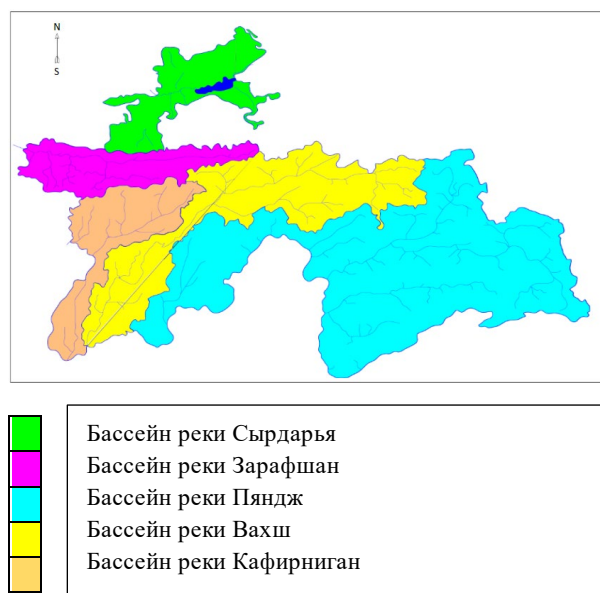 N
S
Бассейн реки Сырдарья
Бассейн реки Зарафшан
Бассейн реки Пяндж
Бассейн реки Вахш
Бассейн реки Кафирниган